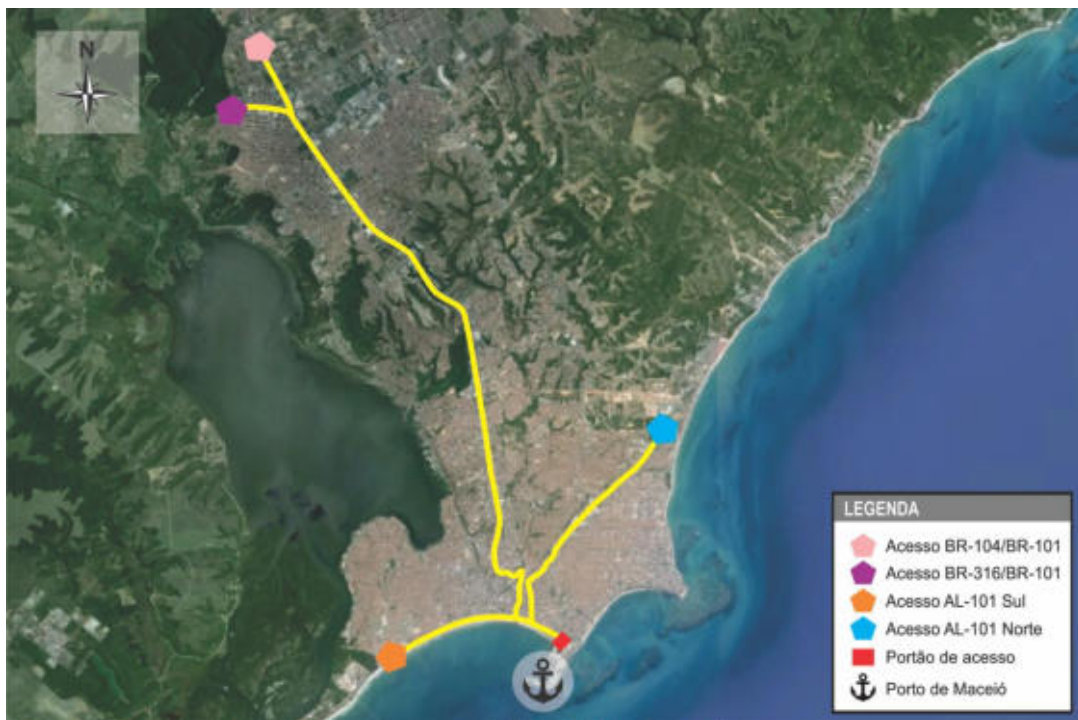 N
LEGENDA
Acesso BR-104/BR-101
Acesso BR-316/BR-101
Acesso AL-101 Sul
Acesso AL-101 Norte
Portão de acesso
Porto de Maceió